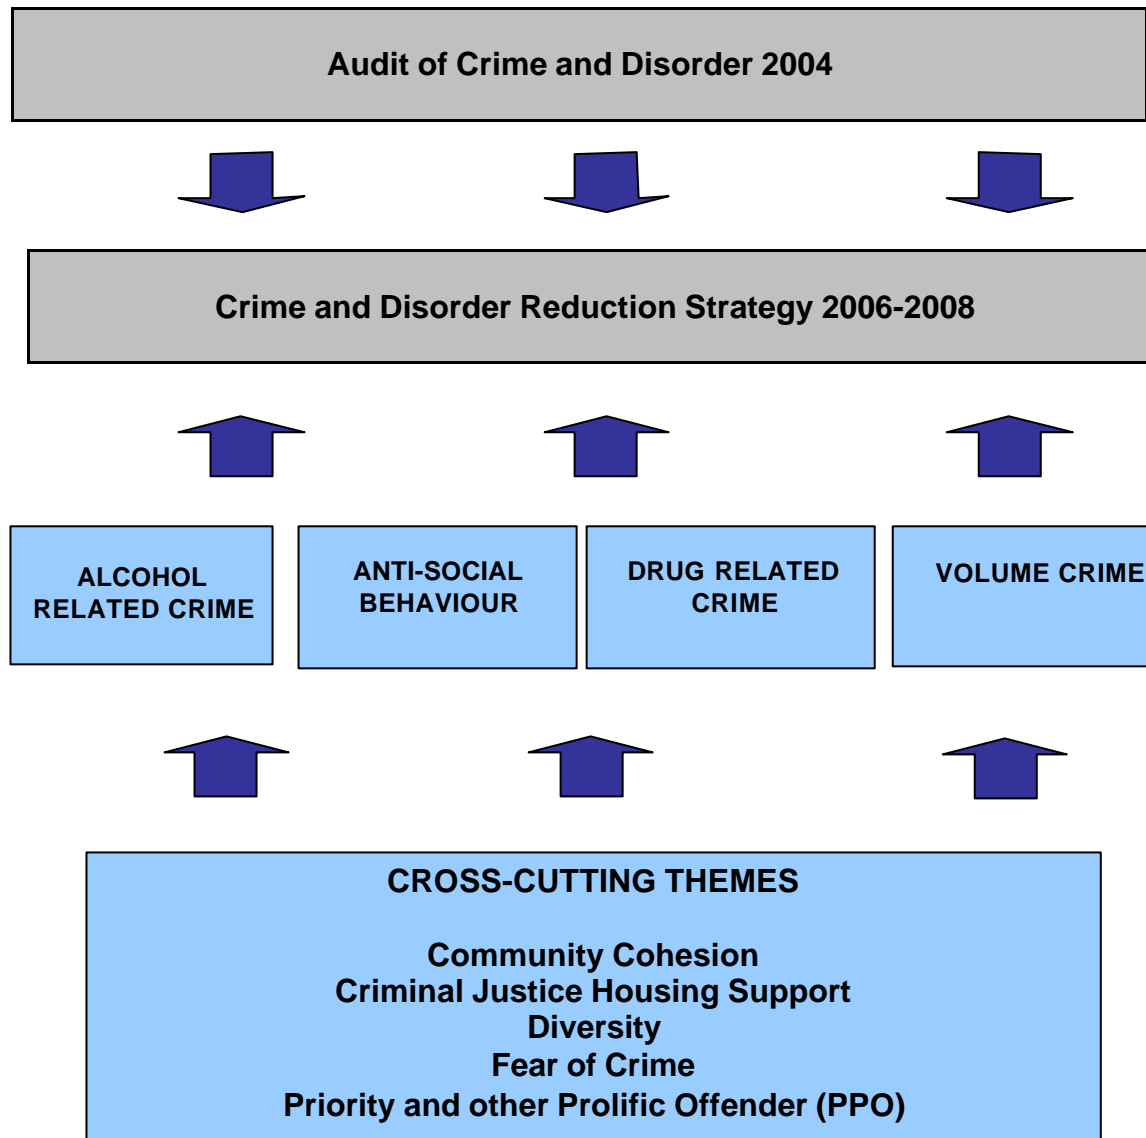 Audit of Crime and Disorder 2004
Crime and Disorder Reduction Strategy 2006-2008
ALCOHOL
RELATED CRIME
ANTI-SOCIAL
BEHAVIOUR
DRUG RELATED
CRIME
VOLUME CRIME
CROSS-CUTTING THEMES
Community Cohesion
Criminal Justice Housing Support
Diversity
Fear of Crime
Priority and other Prolific Offender (PPO)